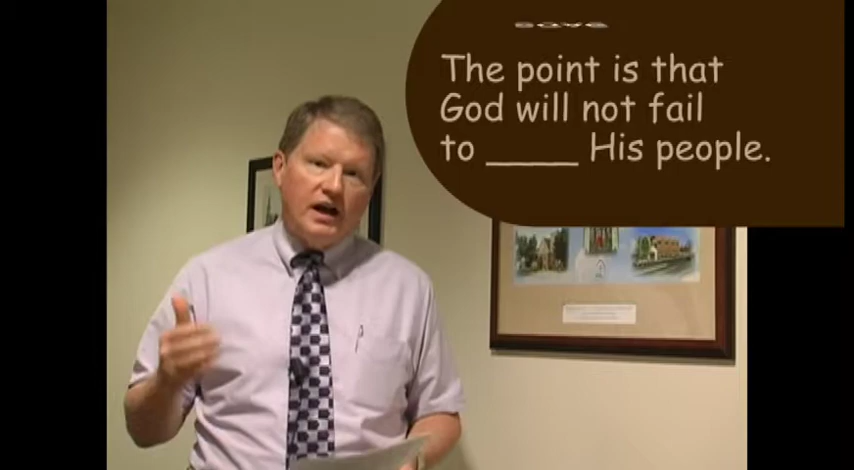 The point is that
God will not fail
to _____ His people.